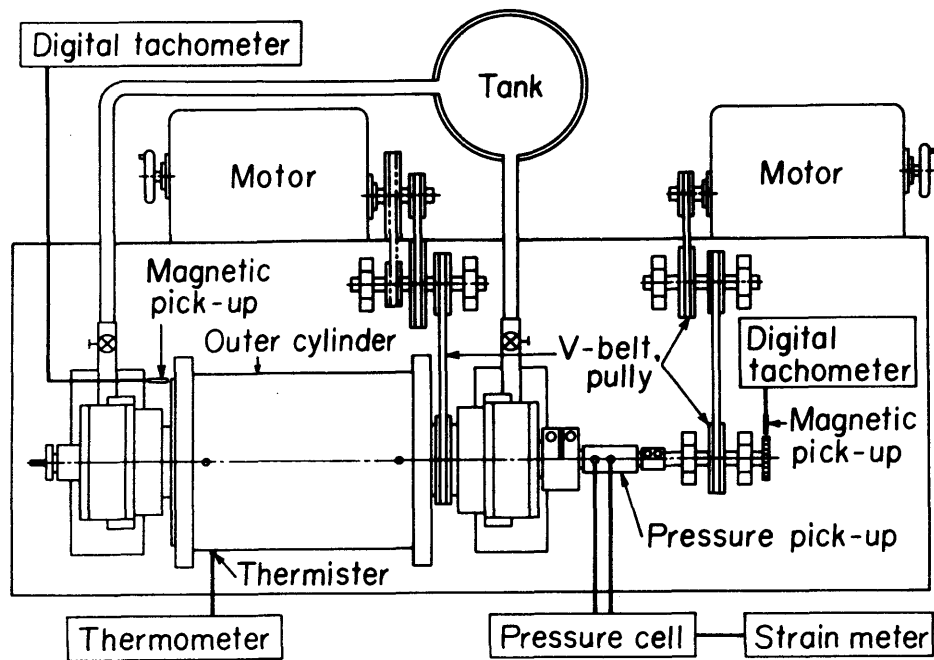 Digital tachometer
Tank
Motor
Motor
Magnetic
pick-up
Outer cylinder
V-belt,
pully
Digital
tachometer
Magnetic
pick-up
Pressure pick-up
Thermister
Thermometer
Pressure cell
Strain meter